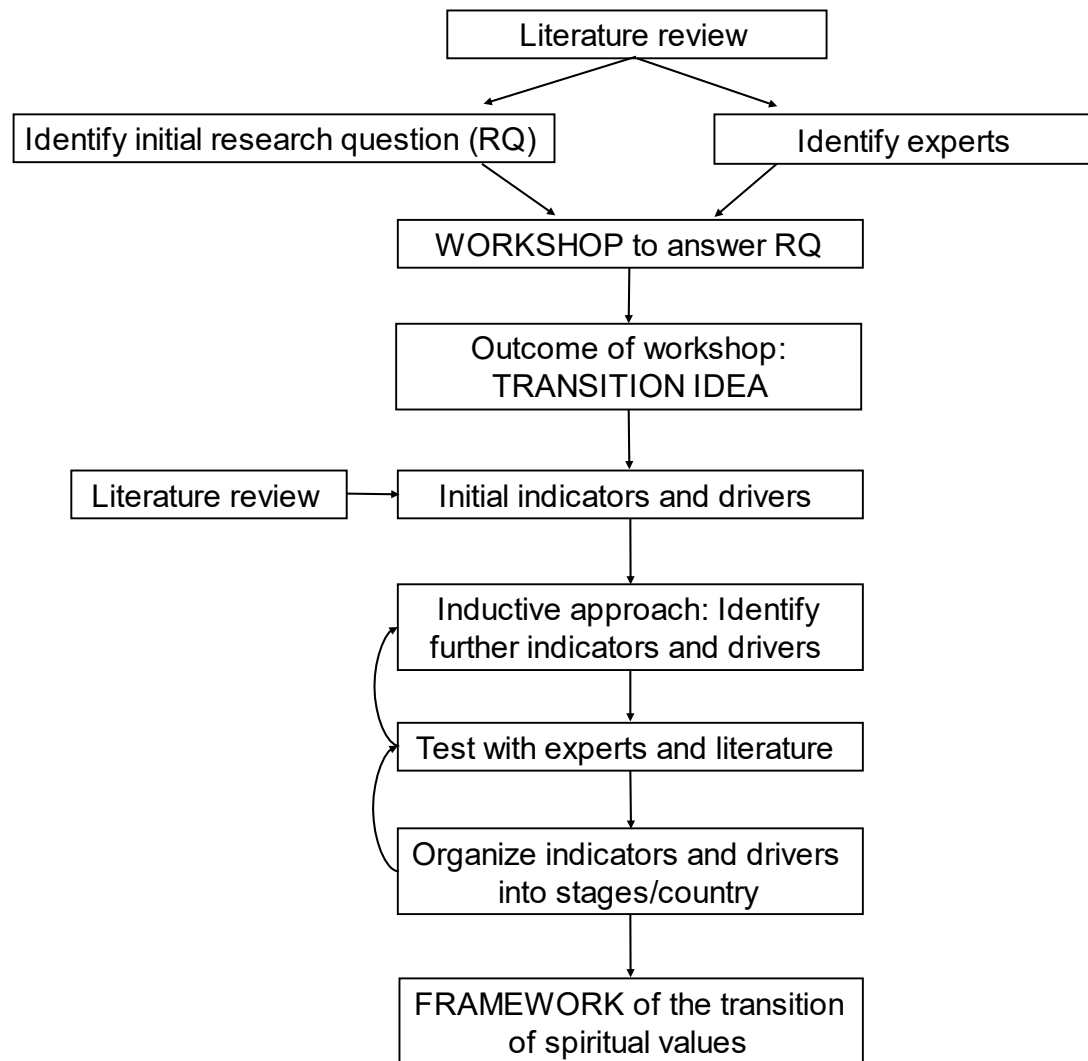 Literature review
Identify initial research question (RQ)
Identify experts
WORKSHOP to answer RQ
Outcome of workshop:
TRANSITION IDEA
Literature review
Initial indicators and drivers
Inductive approach: Identify
further indicators and drivers
Test with experts and literature
Organize indicators and drivers
into stages/country
FRAMEWORK of the transition
of spiritual values